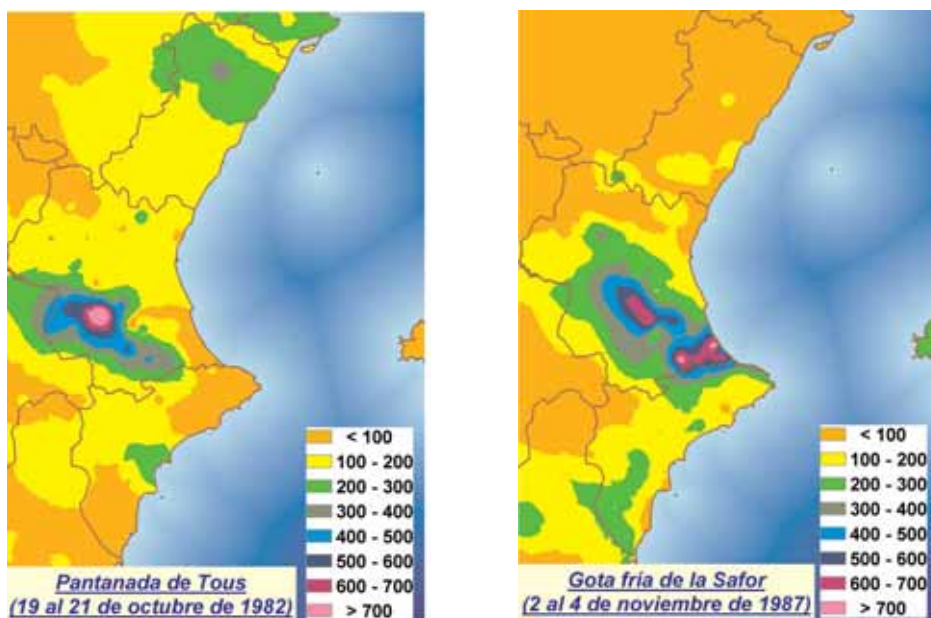 < 100
100 - 200
200 - 300
300 - 400
400 - 500
500 - 600
600 - 700
> 700
Pantanada de Tous
(19 al 21 de octubre de 1982)
< 100
100 - 200
200 - 300
300 - 400
400 - 500
500 - 600
600 - 700
> 700
Gota fría de la Safor
(2 al 4 de noviembre de 1987)